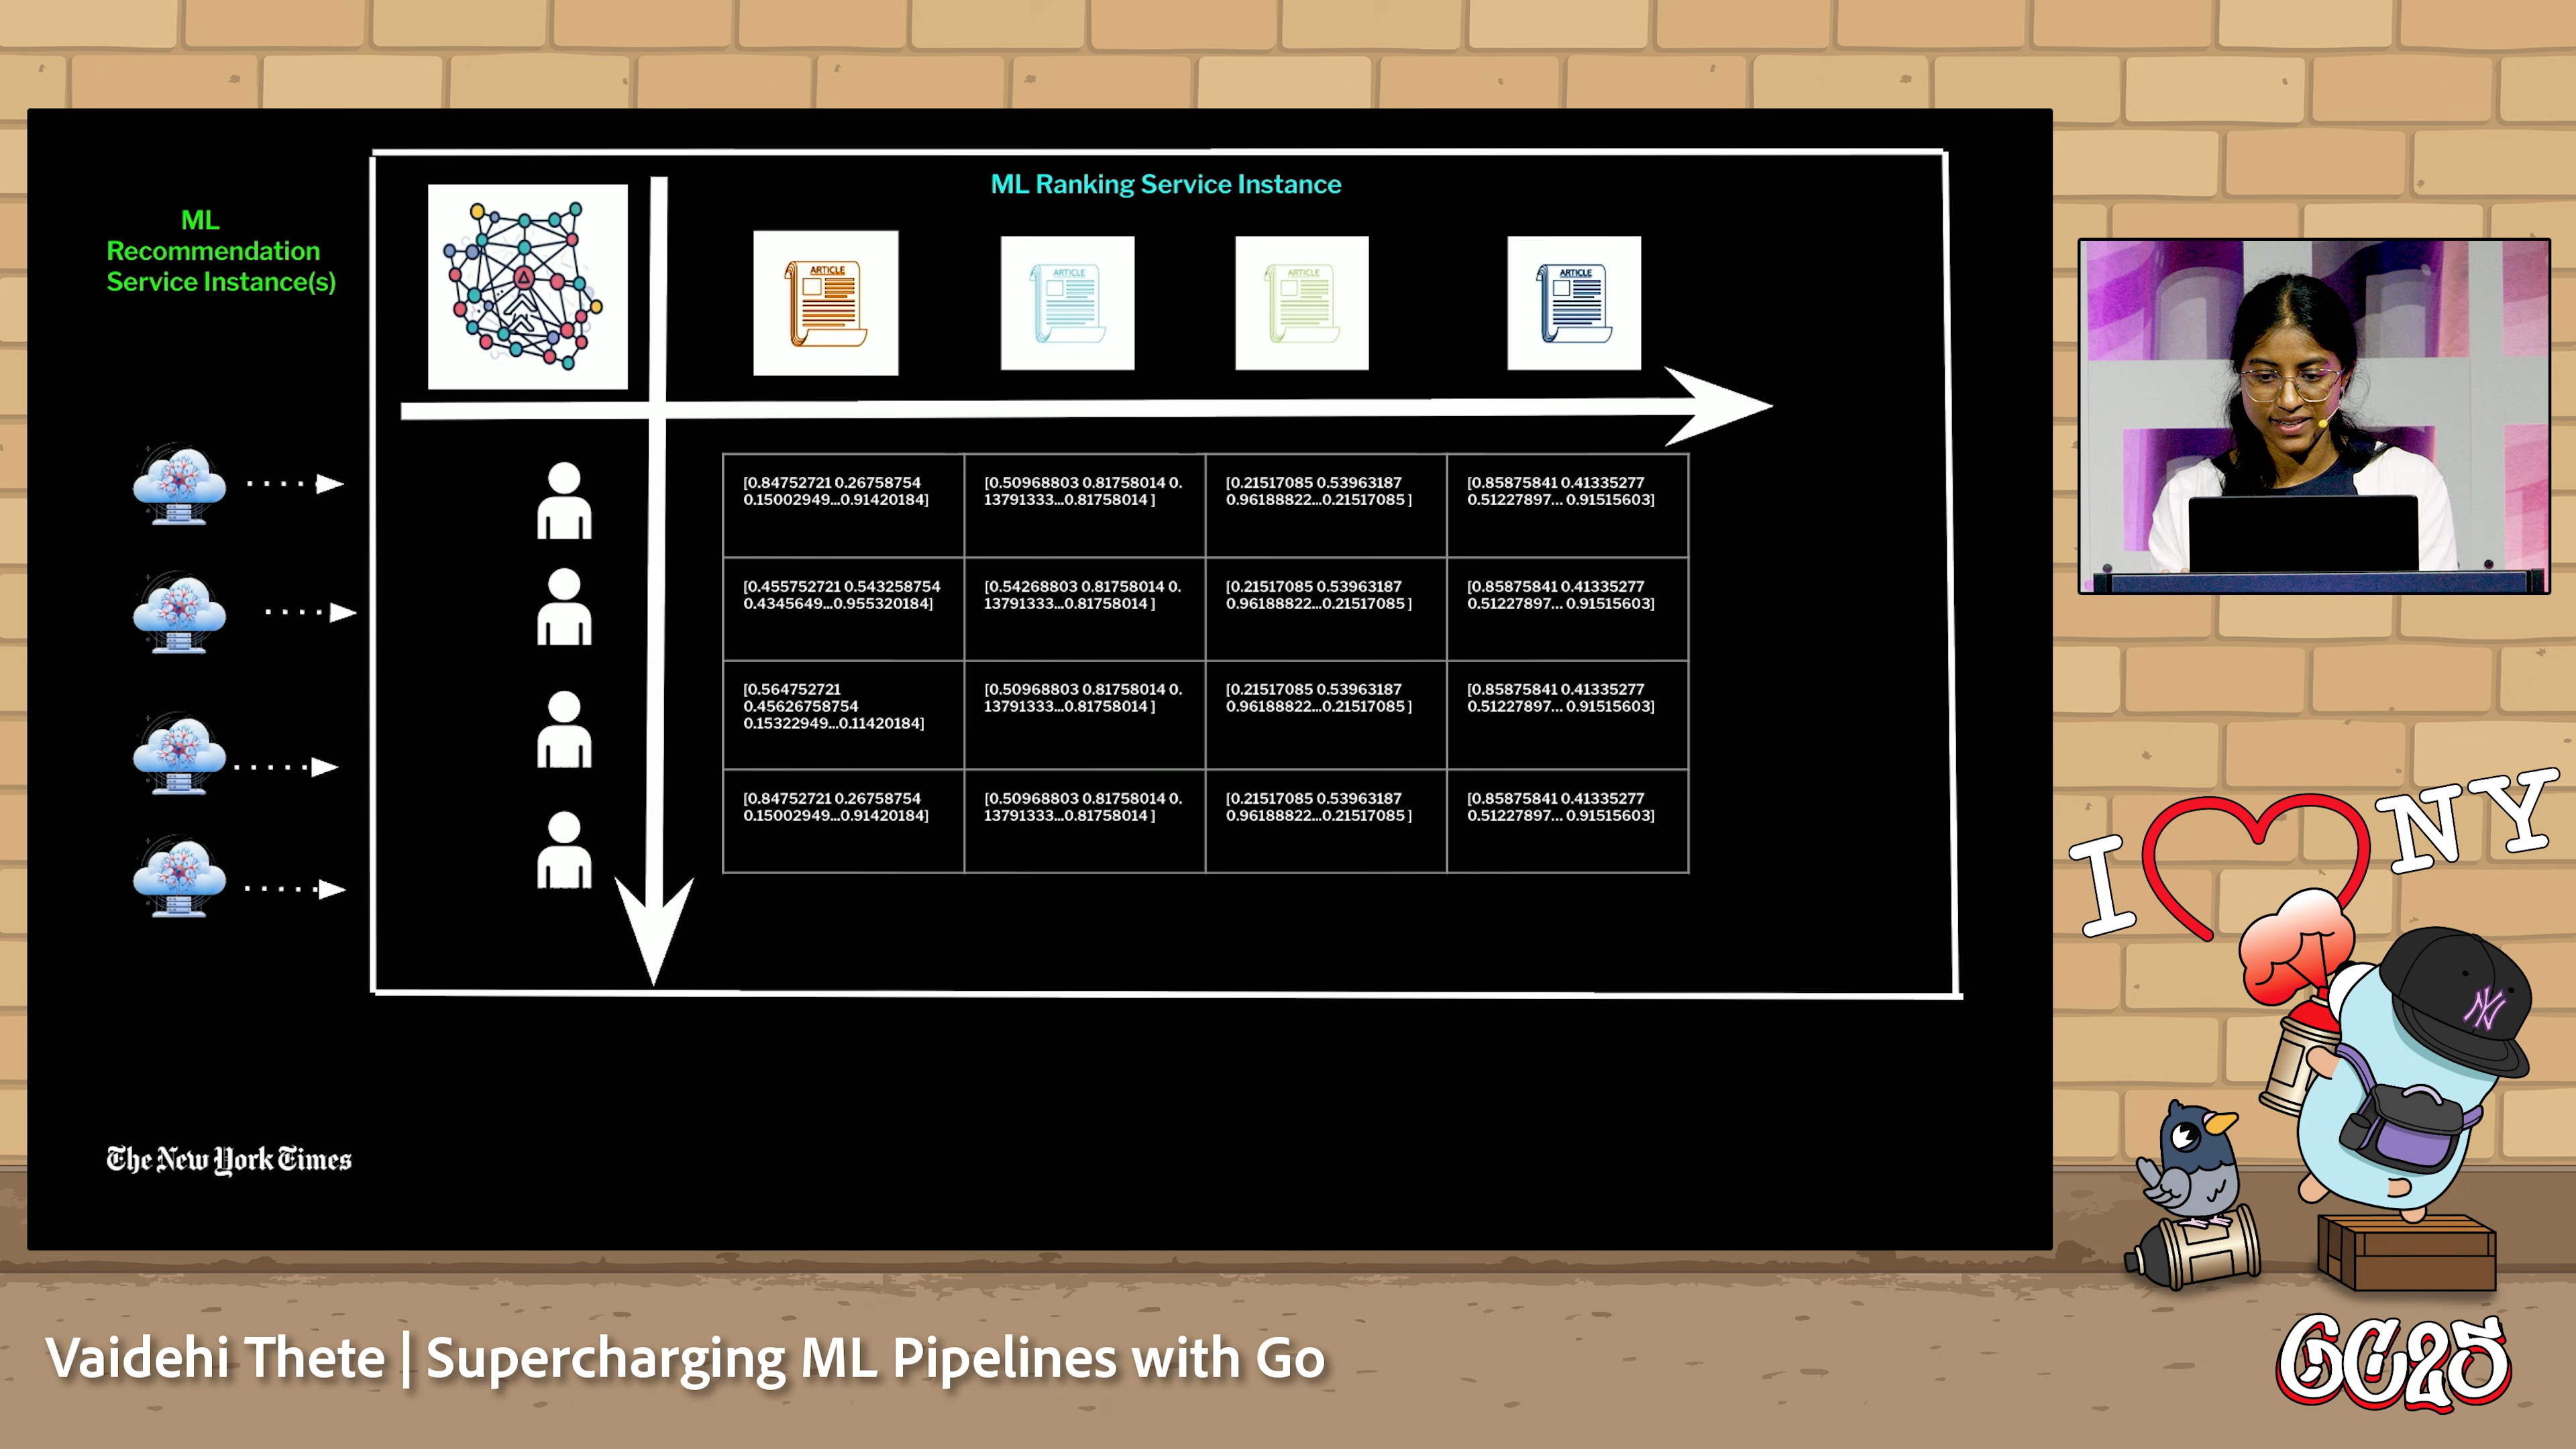 ML
Recommendation
Service Instance(s)
ML Ranking Service Instance
ARTICLE
ARTICLE
ARTICLE
ARTICLE
[0.84752721 0.26758754
0.15002949...0.91420184]
[0.50968803 0.81758014 0.
13791333...0.81758014 ]
[0.21517085 0.53963187
0.96188822...0.21517085 ]
[0.85875841 0.41335277
0.51227897... 0.91515603]
[0.455752721 0.543258754
0.4345649...0.955320184]
[0.54268803 0.81758014 0.
13791333...0.81758014 ]
[0.21517085 0.53963187
0.96188822...0.21517085 ]
[0.85875841 0.41335277
0.51227897... 0.91515603]
[0.564752721
0.45626758754
0.15322949...0.11420184]
[0.50968803 0.81758014 0.
13791333...0.81758014 ]
[0.21517085 0.53963187
0.96188822...0.21517085 ]
[0.85875841 0.41335277
0.51227897... 0.91515603]
[0.84752721 0.26758754
0.15002949...0.91420184]
[0.50968803 0.81758014 0.
13791333...0.81758014 ]
[0.21517085 0.53963187
0.96188822...0.21517085 ]
[0.85875841 0.41335277
0.51227897... 0.91515603]
The New York Times
I NY
NY
Vaidehi Thete | Supercharging ML Pipelines with Go
GC25